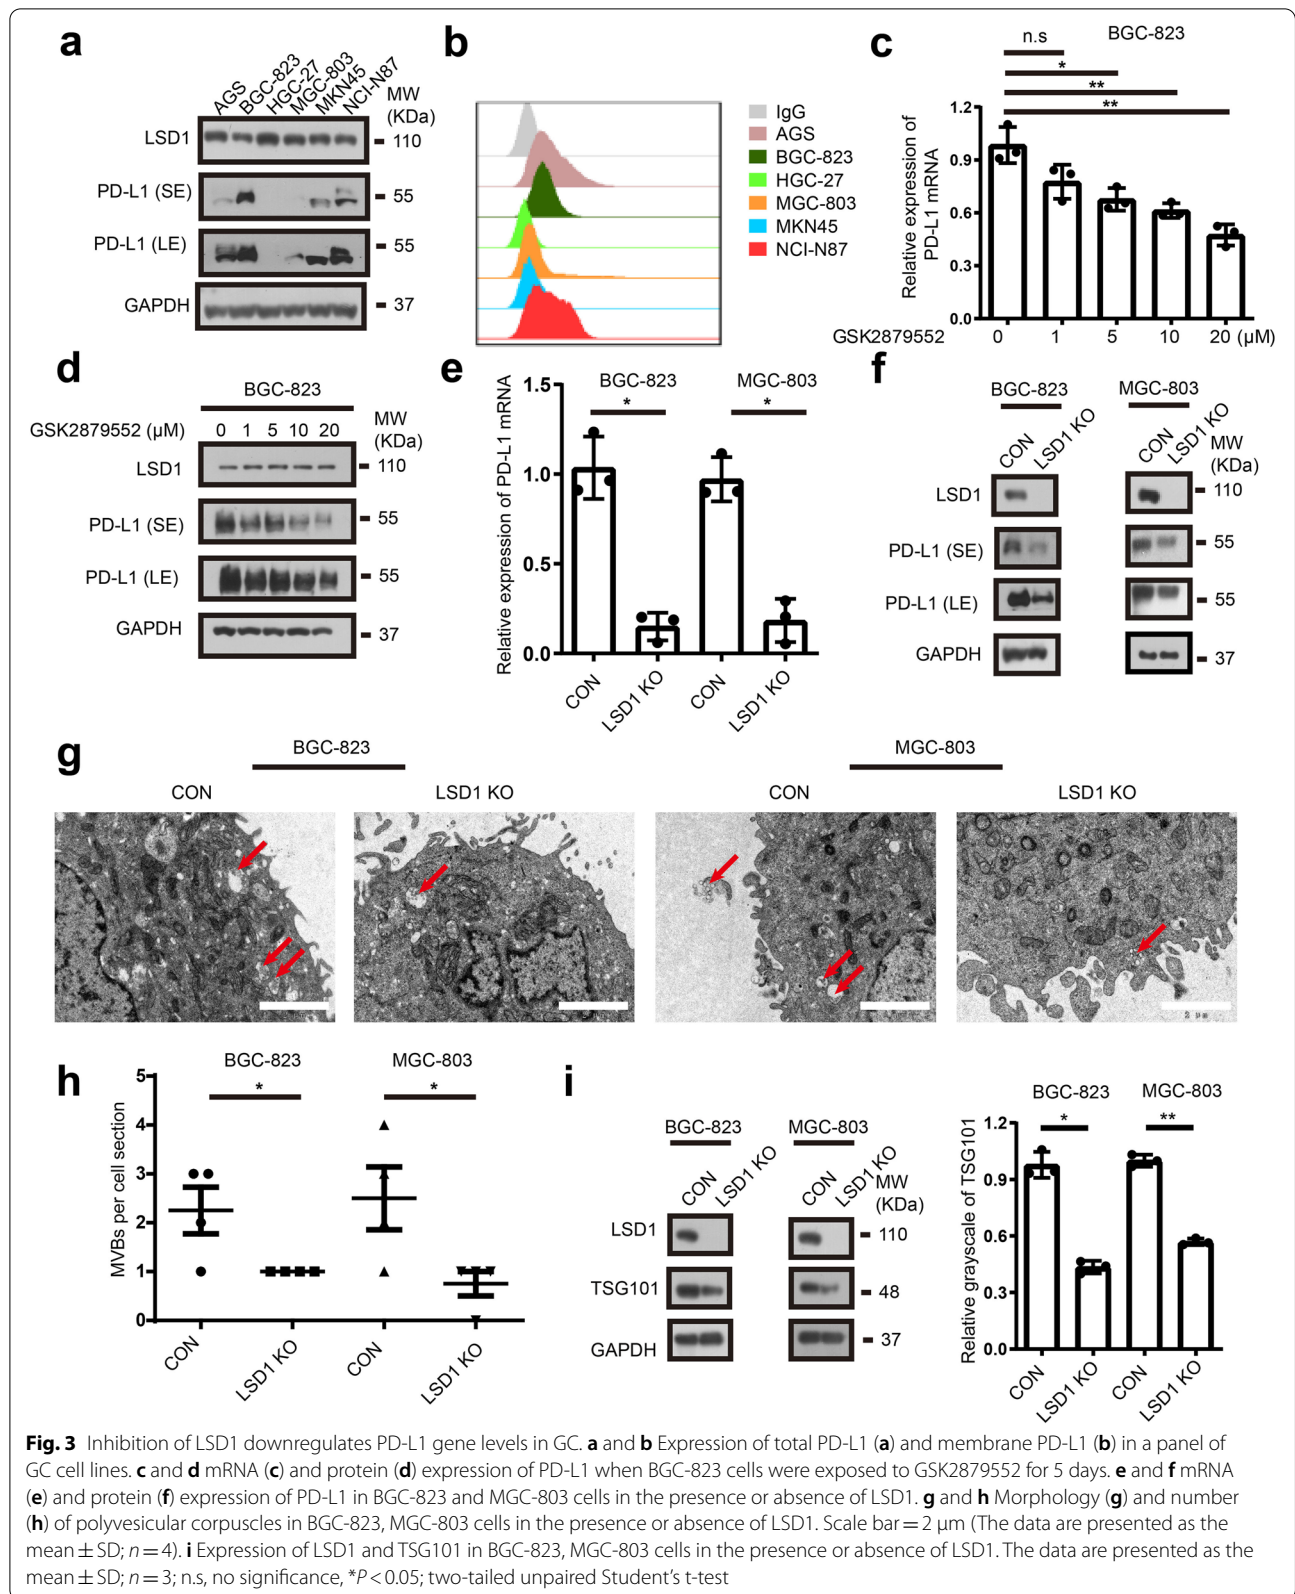 a
AGS
BGC-823
HGC-27
MGC-803
MKN45
NCI-N87
MW
(KDa)
LSD1
110
PD-L1 (SE)
55
PD-L1 (LE)
55
GAPDH
37
b
IgG
AGS
BGC-823
HGC-27
MGC-803
MKN45
NCI-N87
c
n.s
BGC-823
*
**
**
Relative expression of
PD-L1 mRNA
1.2
0.9
0.6
0.3
0.0
GSK2879552
0 1 5 10 20 (µM)
d
BGC-823
GSK2879552 (µM) 0 1 5 10 20
MW
(KDa)
LSD1
110
PD-L1 (SE)
55
PD-L1 (LE)
55
GAPDH
37
e
Relative expression of PD-L1 mRNA
1.5
1.0
0.5
0.0
BGC-823
MGC-803
*
*
CON
LSD1 KO
CON
LSD1 KO
f
BGC-823
MGC-803
CON
LSD1 KO
CON
LSD1 KO
MW
(KDa)
LSD1
110
PD-L1 (SE)
55
PD-L1 (LE)
55
GAPDH
37
g
BGC-823
MGC-803
CON
LSD1 KO
CON
LSD1 KO
2 µm
h
BGC-823
MGC-803
*
*
MVBs per cell section
5
4
3
2
1
0
CON
LSD1 KO
CON
LSD1 KO
i
BGC-823
MGC-803
CON
LSD1 KO
CON
LSD1 KO
MW
(KDa)
LSD1
110
TSG101
48
GAPDH
37
BGC-823
MGC-803
*
**
Relative grayscale of TSG101
1.2
0.9
0.6
0.3
0.0
CON
LSD1 KO
CON
LSD1 KO
Fig. 3 Inhibition of LSD1 downregulates PD-L1 gene levels in GC. a and b Expression of total PD-L1 (a) and membrane PD-L1 (b) in a panel of
GC cell lines. c and d mRNA (c) and protein (d) expression of PD-L1 when BGC-823 cells were exposed to GSK2879552 for 5 days. e and f mRNA
(e) and protein (f) expression of PD-L1 in BGC-823 and MGC-803 cells in the presence or absence of LSD1. g and h Morphology (g) and number
(h) of polyvesicular corpuscles in BGC-823, MGC-803 cells in the presence or absence of LSD1. Scale bar = 2 µm (The data are presented as the
mean ± SD; n = 4). i Expression of LSD1 and TSG101 in BGC-823, MGC-803 cells in the presence or absence of LSD1. The data are presented as the
mean ± SD; n = 3; n.s, no significance, *P < 0.05; two-tailed unpaired Student's t-test